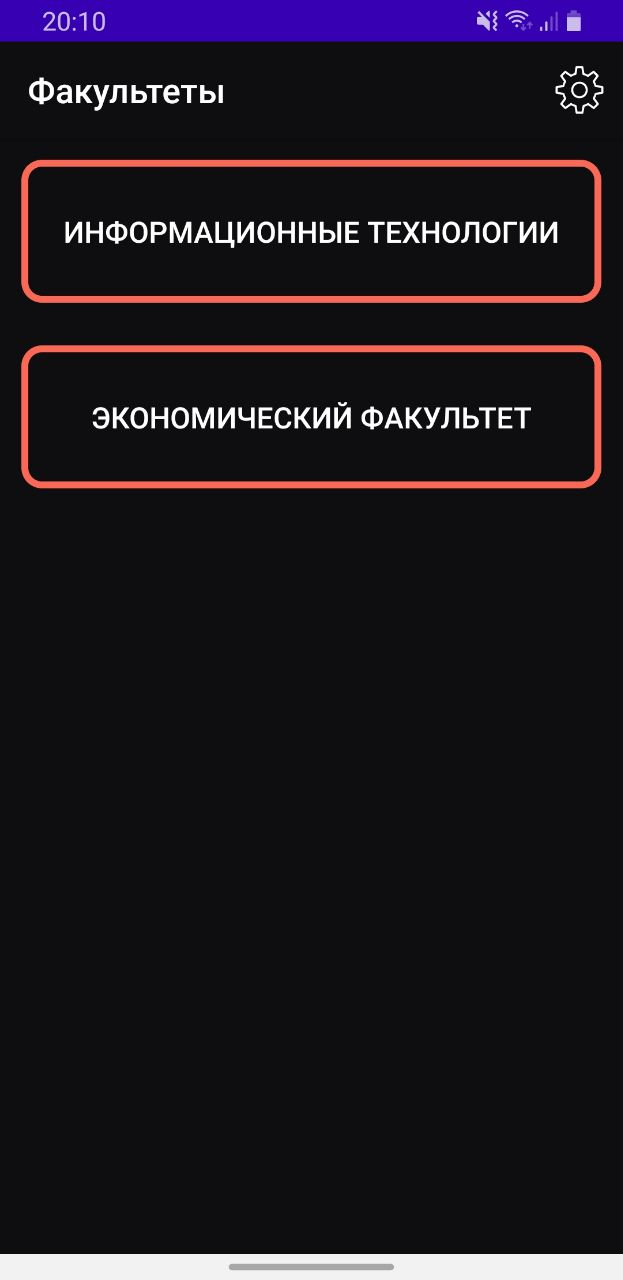 20:10
Факультеты
ИНФОРМАЦИОННЫЕ ТЕХНОЛОГИИ
ЭКОНОМИЧЕСКИЙ ФАКУЛЬТЕТ